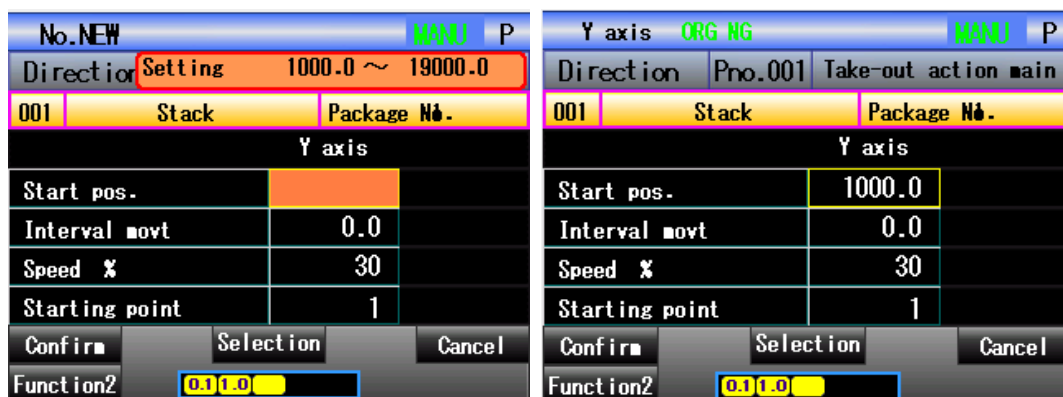 No.NEW MANU P
Direction Setting 1000.0 ~ 19000.0
001 Stack Package No.
Y axis
Start pos.
Interval movt 0.0
Speed % 30
Starting point 1
Confirm Selection Cancel
Function2 0.1 1.0
Y axis ORG NG MANU P
Direction Pno.001 Take-out action main
001 Stack Package No.
Y axis
Start pos. 1000.0
Interval movt 0.0
Speed % 30
Starting point 1
Confirm Selection Cancel
Function2 0.1 1.0